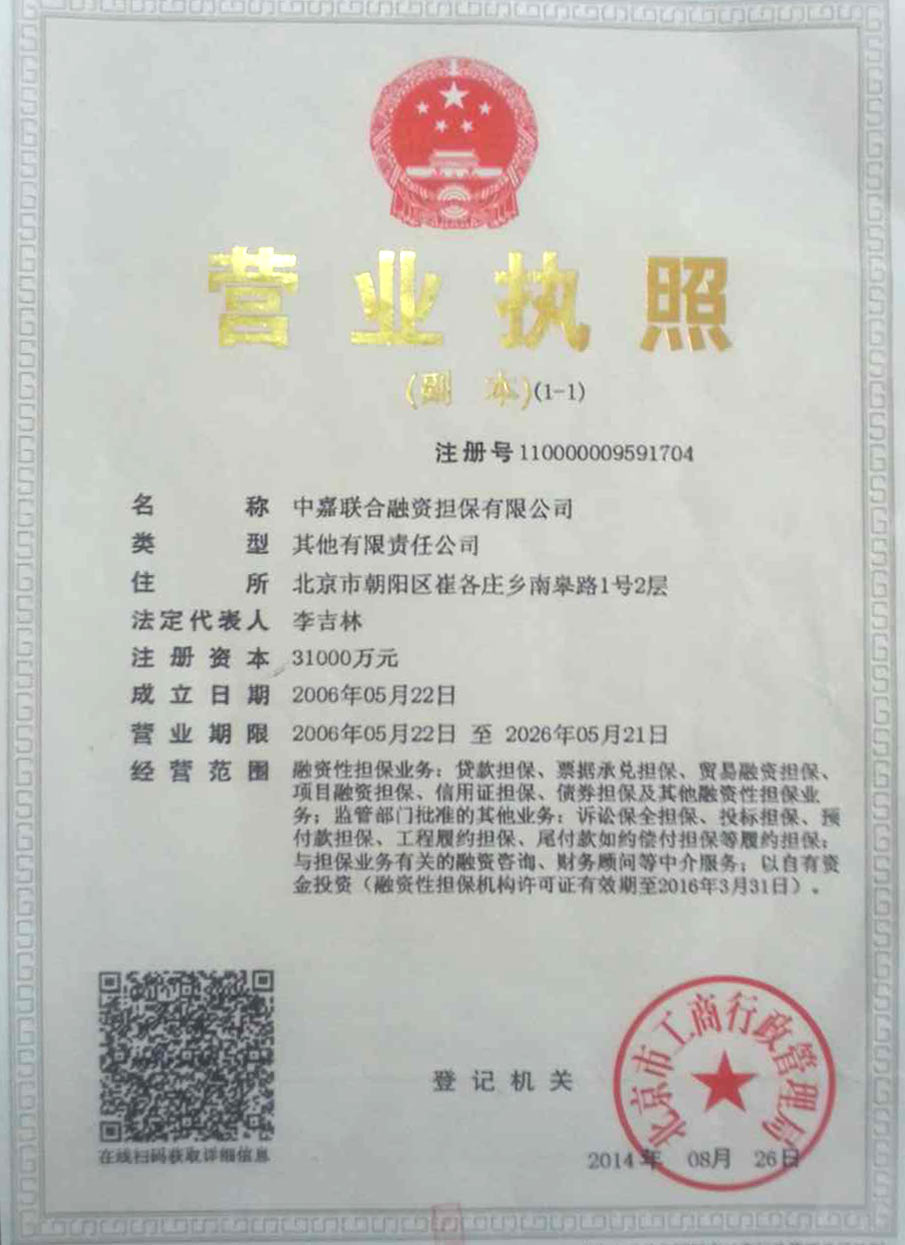 营业执照
(副本)(1-1)
注册号110000009591704
名称 中嘉联合融资担保有限公司
类型 其他有限责任公司
住所 北京市朝阳区崔各庄乡南皋路1号2层
法定代表人 李吉林
注册资本 31000万元
成立日期 2006年05月22日
营业期限 2006年05月22日 至 2026年05月21日
经营范围 融资性担保业务：贷款担保、票据承兑担保、贸易融资担保、
项目融资担保、信用证担保、债券担保及其他融资性担保业
务；监管部门批准的其他业务：诉讼保全担保、投标担保、预
付款担保、工程履约担保、尾付款如约偿付担保等履约担保；
与担保业务有关的融资咨询、财务顾问等中介服务；以自有资
金投资（融资性担保机构许可证有效期至2016年3月31日）。
北京市工商行政管理局
登记机关
在线扫码获取详细信息
2014年 08月 26日